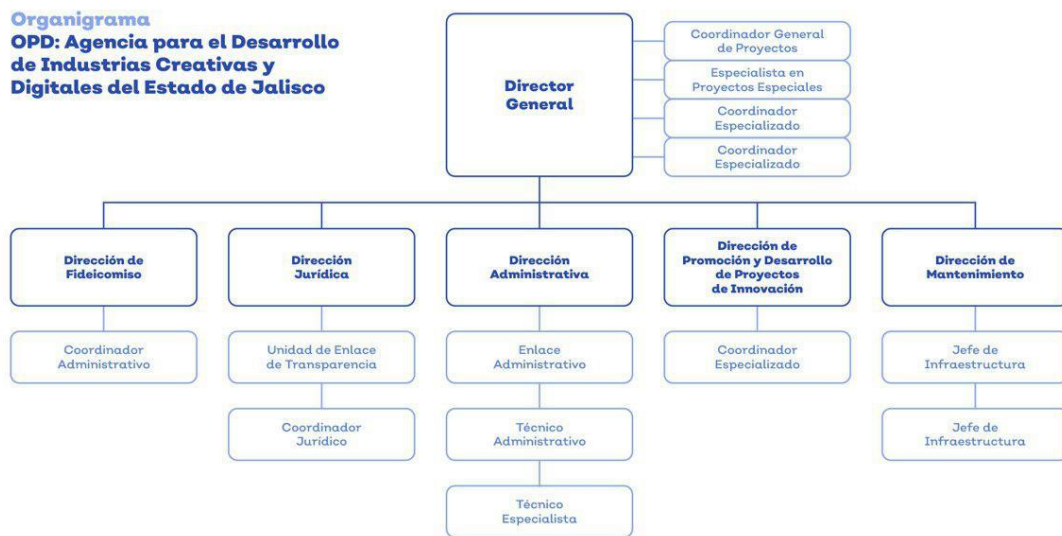 Organigrama
OPD: Agencia para el Desarrollo
de Industrias Creativas y
Digitales del Estado de Jalisco
Director
General
Coordinador General
de Proyectos
Especialista en
Proyectos Especiales
Coordinador
Especializado
Coordinador
Especializado
Dirección de
Fideicomiso
Dirección
Jurídica
Dirección
Administrativa
Dirección de
Promoción y Desarrollo
de Proyectos
de Innovación
Dirección de
Mantenimiento
Coordinador
Administrativo
Unidad de Enlace
de Transparencia
Enlace
Administrativo
Coordinador
Especializado
Jefe de
Infraestructura
Coordinador
Jurídico
Técnico
Administrativo
Jefe de
Infraestructura
Técnico
Especialista